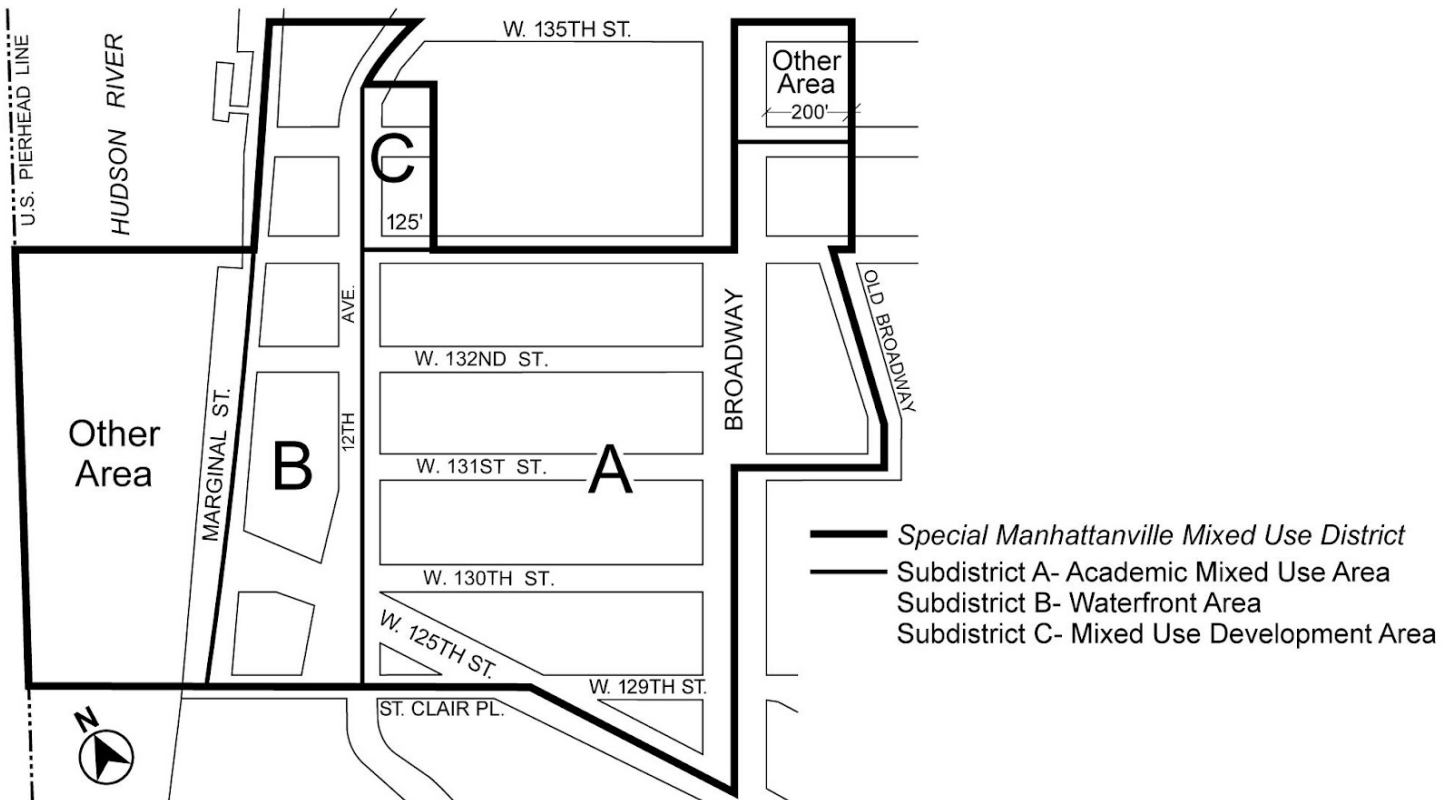 U.S. PIERHEAD LINE
HUDSON RIVER
W. 135TH ST.
Other
Area
200'
C
125'
12TH AVE.
BROADWAY
OLD BROADWAY
W. 132ND ST.
Other
Area
MARGINAL ST.
B
W. 131ST ST.
A
W. 130TH ST.
W. 125TH ST.
W. 129TH ST.
ST. CLAIR PL.
N
Special Manhattanville Mixed Use District
Subdistrict A- Academic Mixed Use Area
Subdistrict B- Waterfront Area
Subdistrict C- Mixed Use Development Area